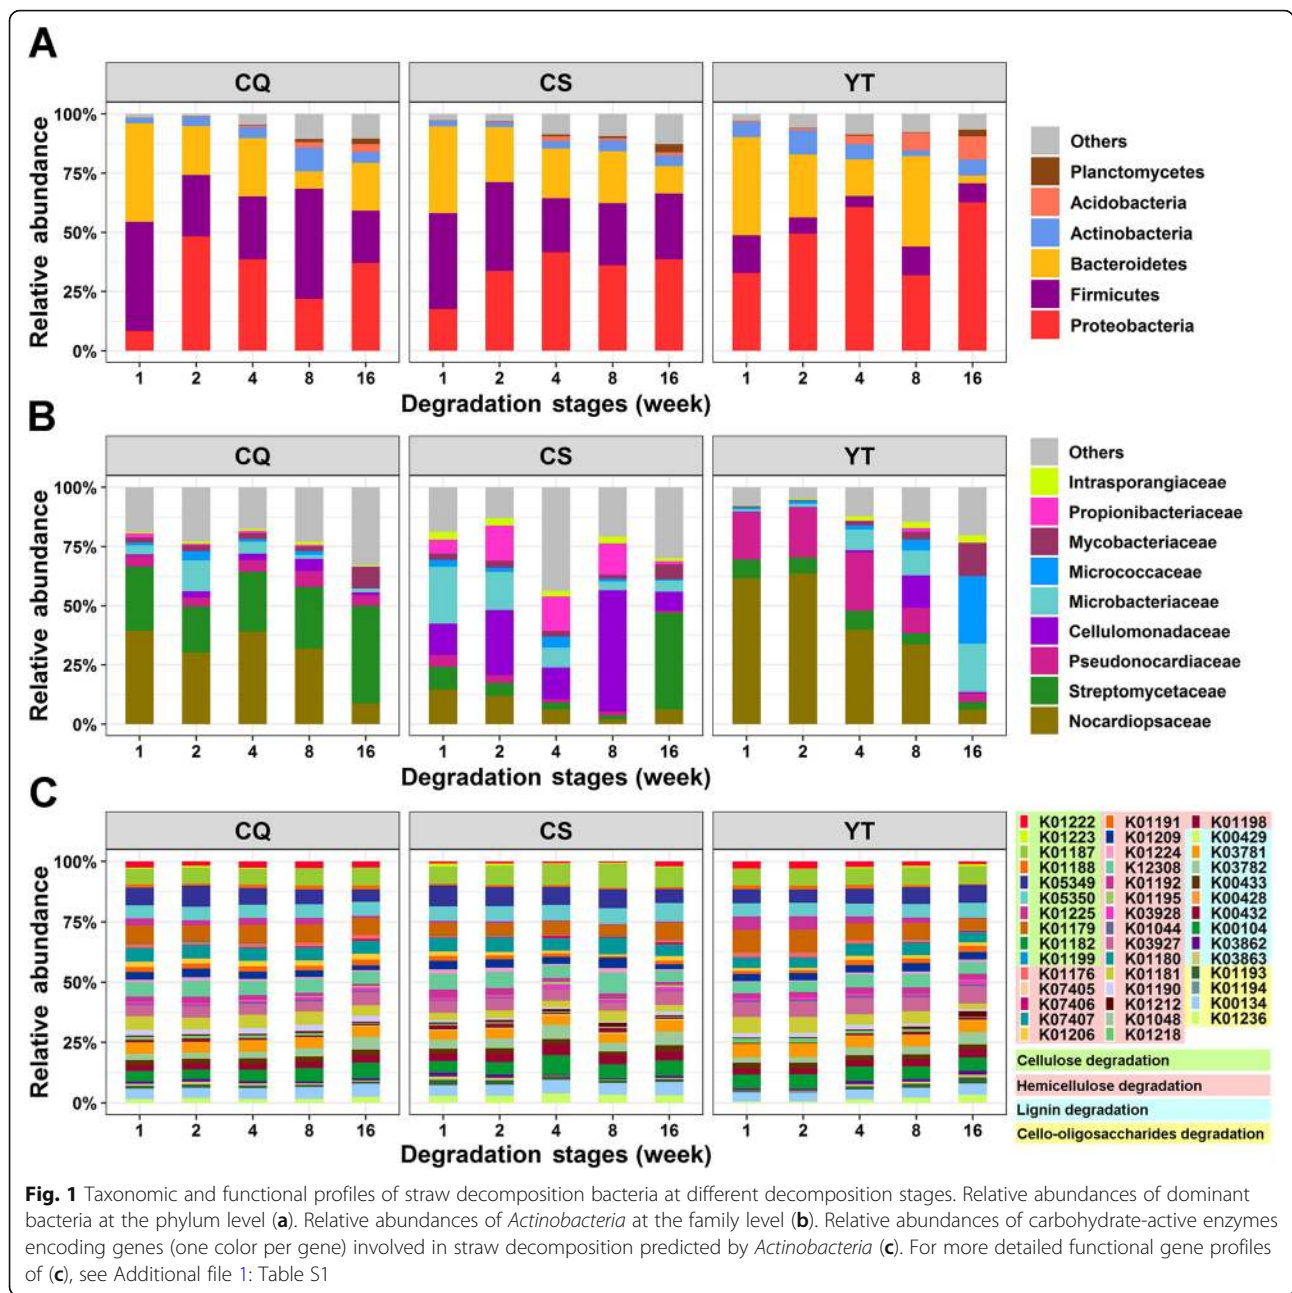 A
CQ
CS
YT
Relative abundance
100%
75%
50%
25%
0%
1 2 4 8 16
1 2 4 8 16
1 2 4 8 16
Degradation stages (week)
Others
Planctomycetes
Acidobacteria
Actinobacteria
Bacteroidetes
Firmicutes
Proteobacteria
B
CQ
CS
YT
Relative abundance
100%
75%
50%
25%
0%
1 2 4 8 16
1 2 4 8 16
1 2 4 8 16
Degradation stages (week)
Others
Intrasporangiaceae
Propionibacteriaceae
Mycobacteriaceae
Micrococcaceae
Microbacteriaceae
Cellulomonadaceae
Pseudonocardiaceae
Streptomycetaceae
Nocardiopsaceae
C
CQ
CS
YT
Relative abundance
100%
75%
50%
25%
0%
1 2 4 8 16
1 2 4 8 16
1 2 4 8 16
Degradation stages (week)
K01222 K01191 K01198
K01223 K01209 K00429
K01187 K01224 K03781
K01188 K12308 K03782
K05349 K01192 K00433
K05350 K01195 K00428
K01225 K03928 K00432
K01179 K01044 K00104
K01182 K03927 K03862
K01199 K01180 K03863
K01176 K01181 K01193
K07405 K01190 K01194
K07406 K01212 K00134
K07407 K01048 K01236
K01206 K01218
Cellulose degradation
Hemicellulose degradation
Lignin degradation
Cello-oligosaccharides degradation
Fig. 1 Taxonomic and functional profiles of straw decomposition bacteria at different decomposition stages. Relative abundances of dominant
bacteria at the phylum level (a). Relative abundances of Actinobacteria at the family level (b). Relative abundances of carbohydrate-active enzymes
encoding genes (one color per gene) involved in straw decomposition predicted by Actinobacteria (c). For more detailed functional gene profiles
of (c), see Additional file 1: Table S1